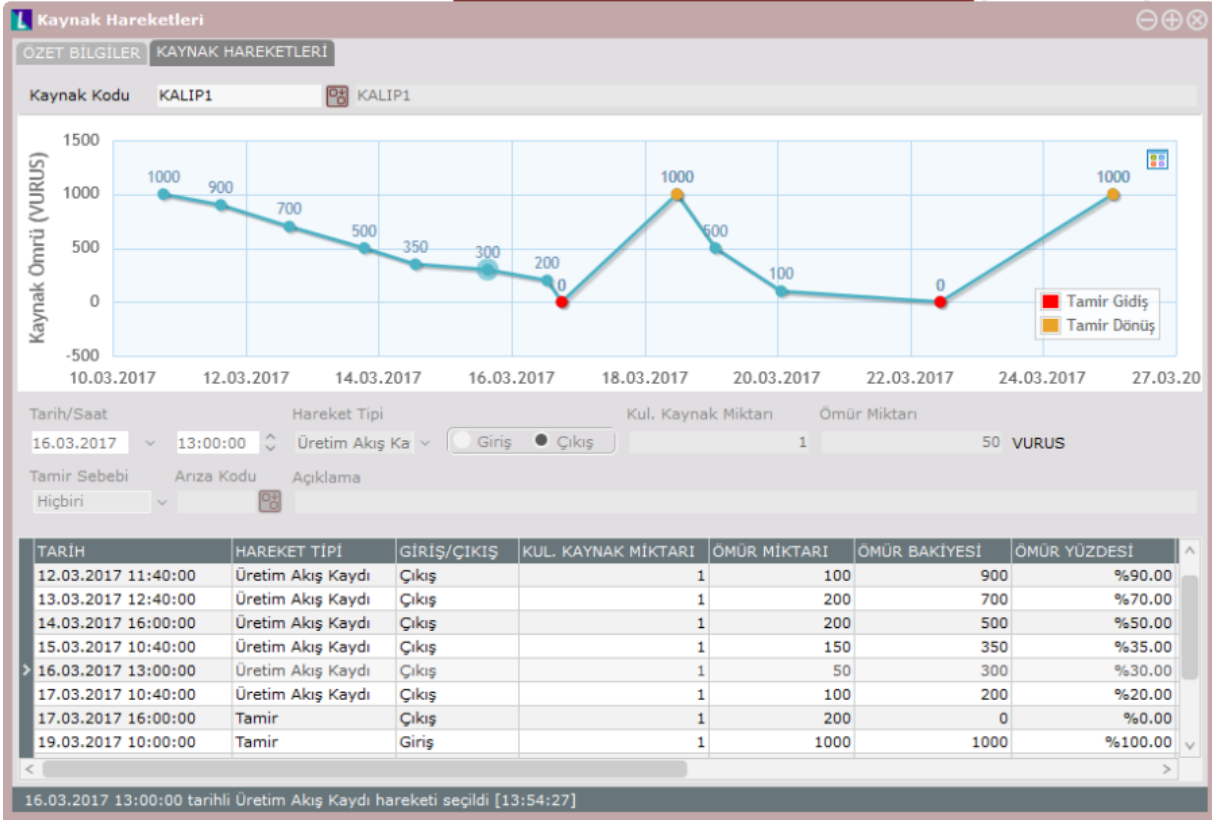 Kaynak Hareketleri
ÖZET BİLGİLER KAYNAK HAREKETLERİ
Kaynak Kodu KALIP1 KALIP1
Kaynak Ömrü (VURUS)
1500
1000
500
0
-500
1000 900 700 500 350 300 200 0 1000 500 100 0 1000
Tamir Gidiş
Tamir Dönüş
10.03.2017 12.03.2017 14.03.2017 16.03.2017 18.03.2017 20.03.2017 22.03.2017 24.03.2017 27.03.20
Tarih/Saat Hareket Tipi Kul. Kaynak Miktarı Ömür Miktarı
16.03.2017 13:00:00 Üretim Akış Ka Giriş Çıkış 1 50 VURUS
Tamir Sebebi Arıza Kodu Açıklama
Hiçbiri
TARİH HAREKET TİPİ GİRİŞ/ÇIKIŞ KUL. KAYNAK MİKTARI ÖMÜR MİKTARI ÖMÜR BAKİYESİ ÖMÜR YÜZDESİ
12.03.2017 11:40:00 Üretim Akış Kaydı Çıkış 1 100 900 %90.00
13.03.2017 12:40:00 Üretim Akış Kaydı Çıkış 1 200 700 %70.00
14.03.2017 16:00:00 Üretim Akış Kaydı Çıkış 1 200 500 %50.00
15.03.2017 10:40:00 Üretim Akış Kaydı Çıkış 1 150 350 %35.00
16.03.2017 13:00:00 Üretim Akış Kaydı Çıkış 1 50 300 %30.00
17.03.2017 10:40:00 Üretim Akış Kaydı Çıkış 1 100 200 %20.00
17.03.2017 16:00:00 Tamir Çıkış 1 200 0 %0.00
19.03.2017 10:00:00 Tamir Giriş 1 1000 1000 %100.00
16.03.2017 13:00:00 tarihli Üretim Akış Kaydı hareketi seçildi [13:54:27]